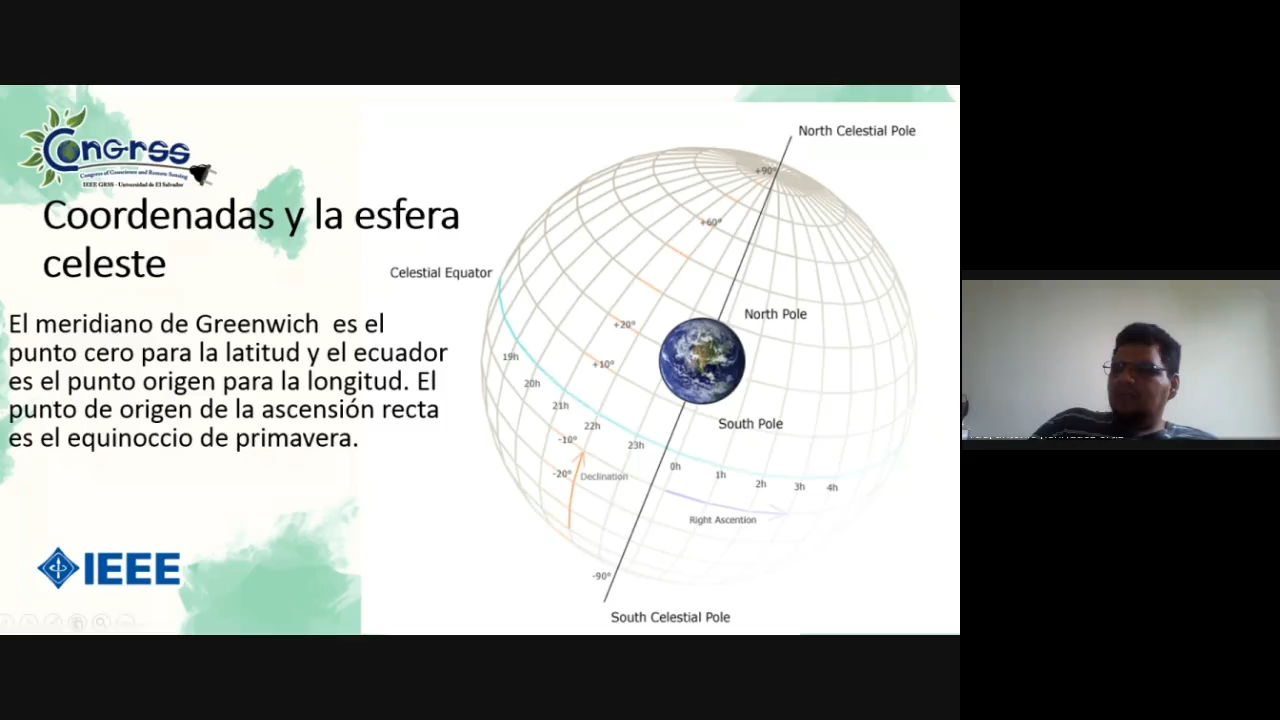 CONGRSS
Congress of Geoscience and Remote Sensing
IEEE GRSS - Universidad de El Salvador
Coordenadas y la esfera
celeste
El meridiano de Greenwich es el
punto cero para la latitud y el ecuador
es el punto origen para la longitud. El
punto de origen de la ascensión recta
es el equinoccio de primavera.
IEEE
North Celestial Pole
+90°
+60°
Celestial Equator
North Pole
+20°
19h
+10°
20h
21h
22h
South Pole
-10°
23h
0h
-20°
Declination
1h
2h
3h
4h
Right Ascention
-90°
South Celestial Pole